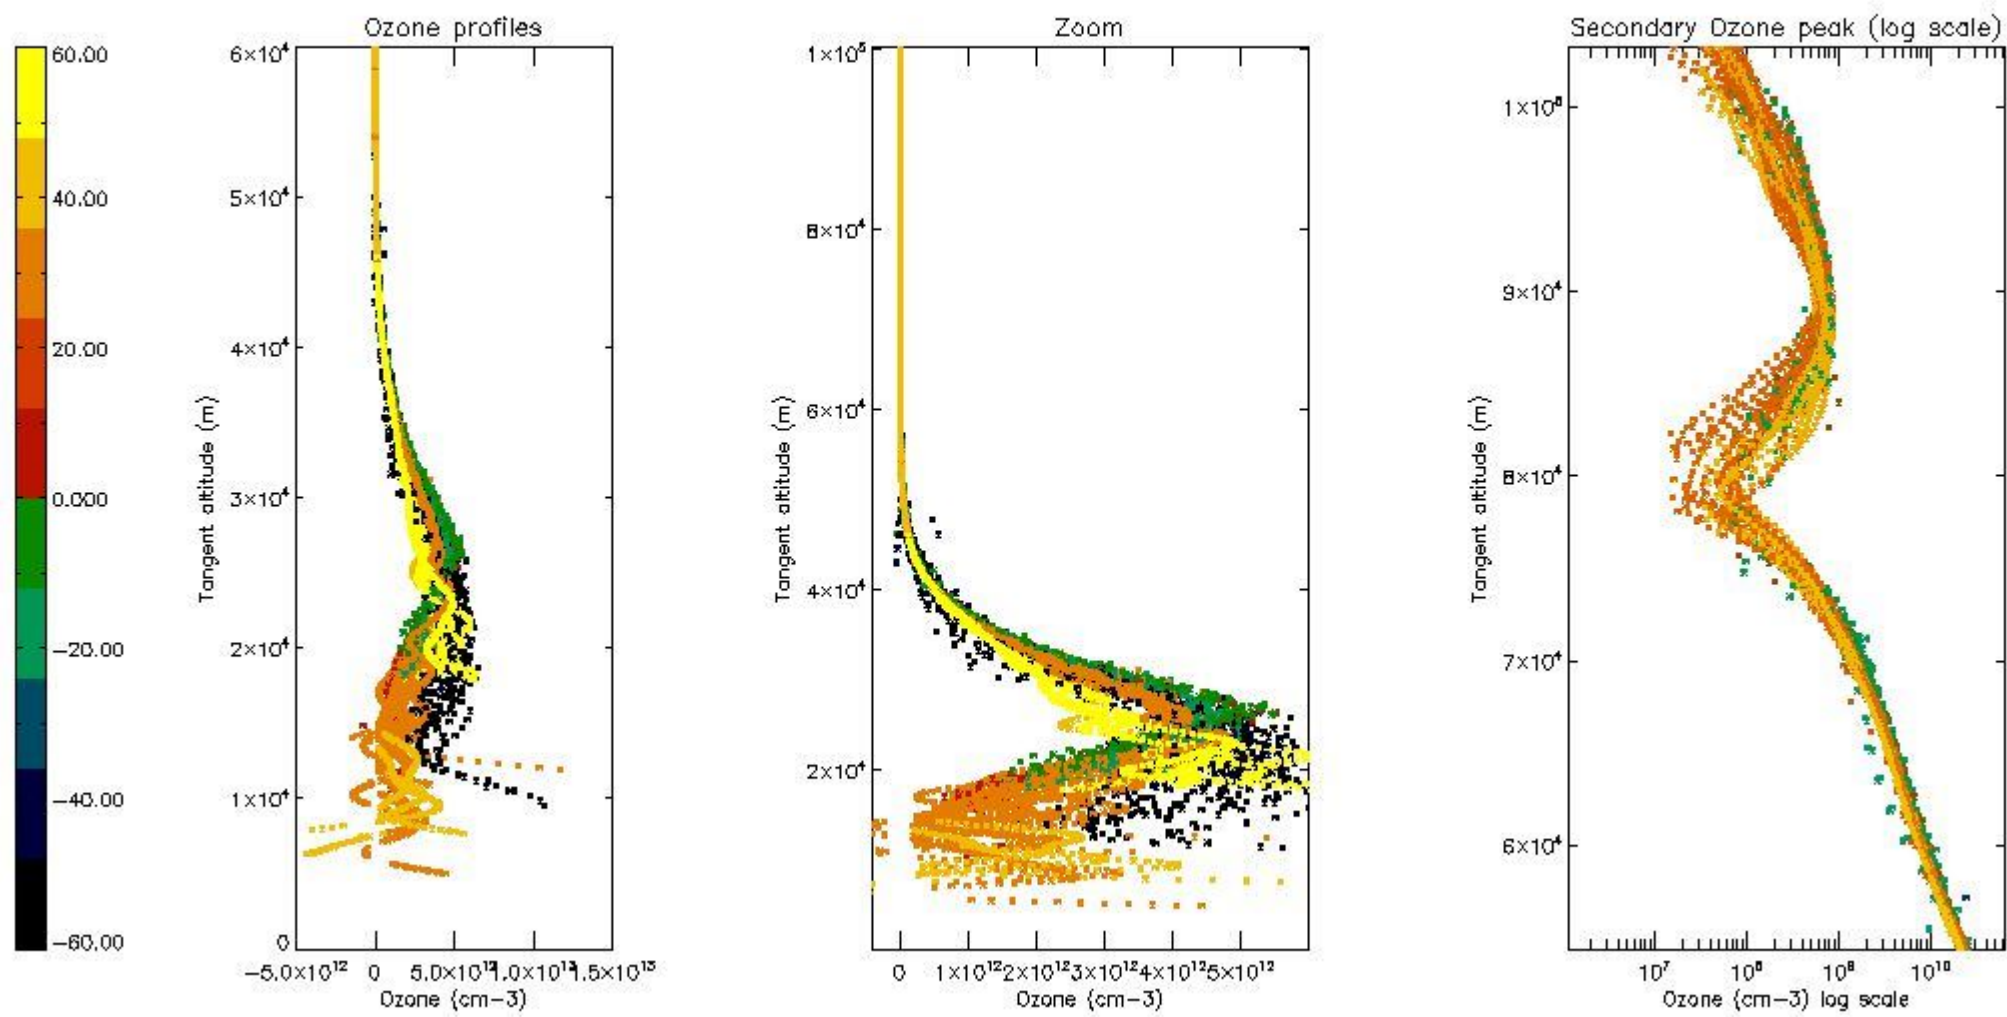 Ozone profiles
Zoom
Secondary Ozone peak (log scale)
60.00
40.00
20.00
0.000
−20.00
−40.00
−60.00
6×10⁴
5×10⁴
4×10⁴
3×10⁴
2×10⁴
1×10⁴
0
Tangent altitude (m)
−5.0×10¹² 0 5.0×10¹² 1.0×10¹³ 1.5×10¹³
Ozone (cm−3)
1×10⁵
8×10⁴
6×10⁴
4×10⁴
2×10⁴
Tangent altitude (m)
0 1×10¹² 2×10¹² 3×10¹² 4×10¹² 5×10¹²
Ozone (cm−3)
1×10⁵
9×10⁴
8×10⁴
7×10⁴
6×10⁴
Tangent altitude (m)
10⁷ 10⁸ 10⁹ 10¹⁰
Ozone (cm−3) log scale